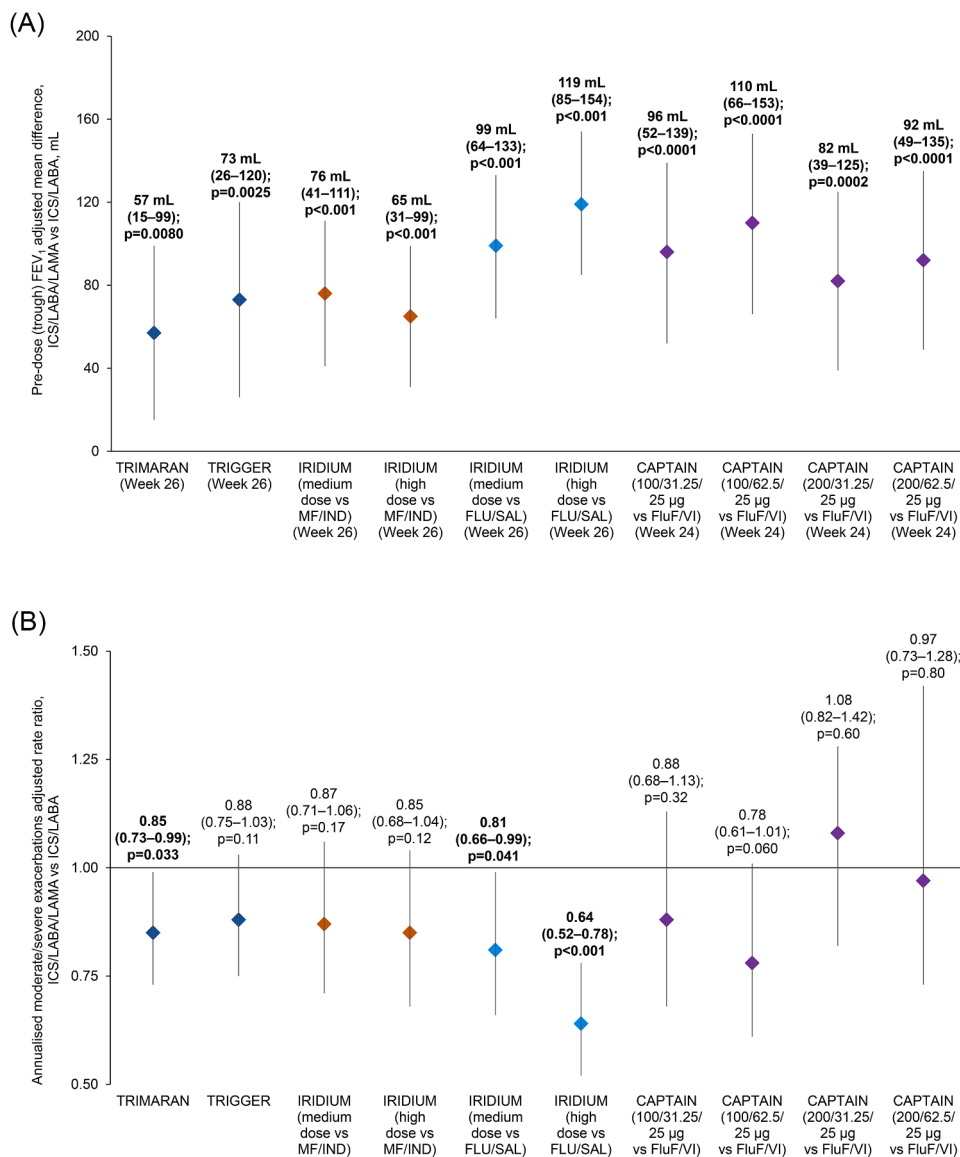 (A)
Pre-dose (trough) FEV₁ adjusted mean difference,
ICS/LABA/LAMA vs ICS/LABA, mL
200
160
120
80
40
0
57 mL
(15–99);
p=0.0080
73 mL
(26–120);
p=0.0025
76 mL
(41–111);
p<0.001
65 mL
(31–99);
p<0.001
99 mL
(64–133);
p<0.001
119 mL
(85–154);
p<0.001
96 mL
(52–139);
p<0.0001
110 mL
(66–153);
p<0.0001
82 mL
(39–125);
p=0.0002
92 mL
(49–135);
p<0.0001
TRIMARAN
(Week 26)
TRIGGER
(Week 26)
IRIDIUM
(medium
dose vs
MF/IND)
(Week 26)
IRIDIUM
(high
dose vs
MF/IND)
(Week 26)
IRIDIUM
(medium
dose vs
FLU/SAL)
(Week 26)
IRIDIUM
(high
dose vs
FLU/SAL)
(Week 26)
CAPTAIN
(100/31.25/
25 µg
vs FluF/VI)
(Week 24)
CAPTAIN
(100/62.5/
25 µg
vs FluF/VI)
(Week 24)
CAPTAIN
(200/31.25/
25 µg
vs FluF/VI)
(Week 24)
CAPTAIN
(200/62.5/
25 µg
vs FluF/VI)
(Week 24)
(B)
Annualised moderate/severe exacerbations adjusted rate ratio,
ICS/LABA/LAMA vs ICS/LABA
1.50
1.25
1.00
0.75
0.50
0.85
(0.73–0.99);
p=0.033
0.88
(0.75–1.03);
p=0.11
0.87
(0.71–1.06);
p=0.17
0.85
(0.68–1.04);
p=0.12
0.81
(0.66–0.99);
p=0.041
0.64
(0.52–0.78);
p<0.001
0.88
(0.68–1.13);
p=0.32
0.78
(0.61–1.01);
p=0.060
1.08
(0.82–1.42);
p=0.60
0.97
(0.73–1.28);
p=0.80
TRIMARAN
TRIGGER
IRIDIUM
(medium
dose vs
MF/IND)
IRIDIUM
(high
dose vs
MF/IND)
IRIDIUM
(medium
dose vs
FLU/SAL)
IRIDIUM
(high
dose vs
FLU/SAL)
CAPTAIN
(100/31.25/
25 µg
vs FluF/VI)
CAPTAIN
(100/62.5/
25 µg
vs FluF/VI)
CAPTAIN
(200/31.25/
25 µg
vs FluF/VI)
CAPTAIN
(200/62.5/
25 µg
vs FluF/VI)